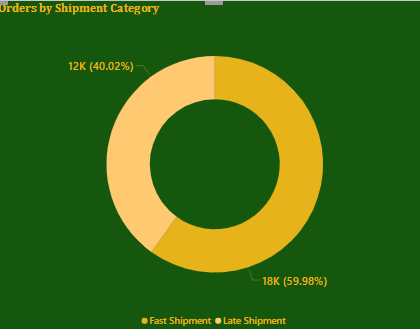 Orders by Shipment Category
12K (40.02%)
18K (59.98%)
Fast Shipment Late Shipment